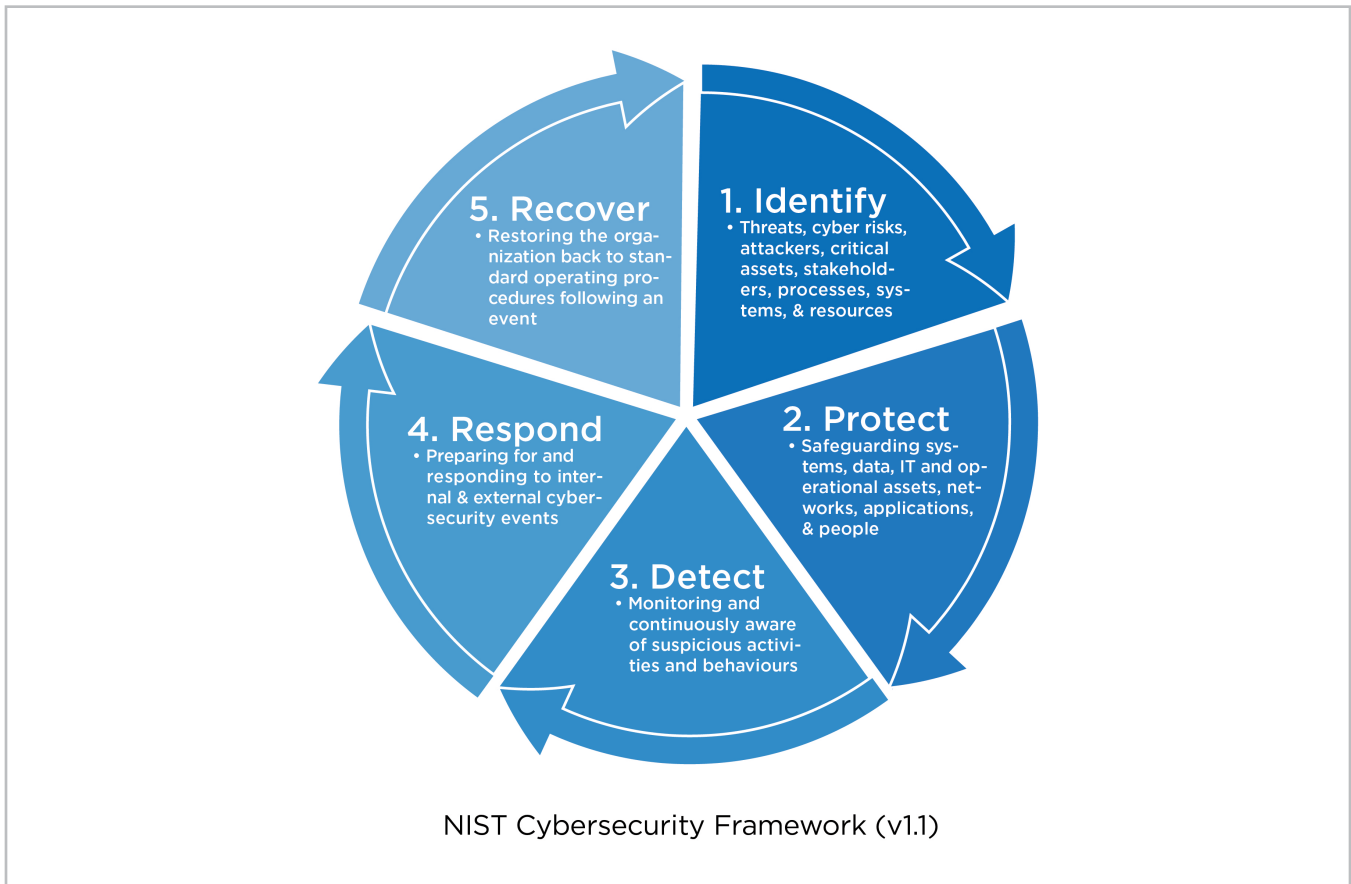 1. Identify
• Threats, cyber risks,
attackers, critical
assets, stakehold-
ers, processes, sys-
tems, & resources
2. Protect
• Safeguarding sys-
tems, data, IT and op-
erational assets, net-
works, applications,
& people
3. Detect
• Monitoring and
continuously aware
of suspicious activi-
ties and behaviours
4. Respond
• Preparing for and
responding to inter-
nal & external cyber-
security events
5. Recover
• Restoring the orga-
nization back to stan-
dard operating pro-
cedures following an
event
NIST Cybersecurity Framework (v1.1)